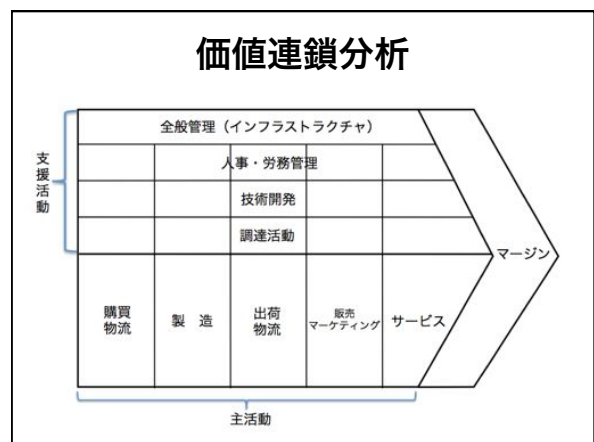 価値連鎖分析
支援活動
全般管理（インフラストラクチャ）
人事・労務管理
技術開発
調達活動
マージン
購買
物流
製　造
出荷
物流
販売
マーケティング
サービス
主活動